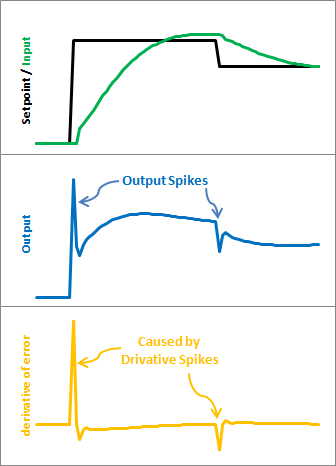 Setpoint / Input
Output Spikes
Output
Caused by
Drivative Spikes
derivative of error